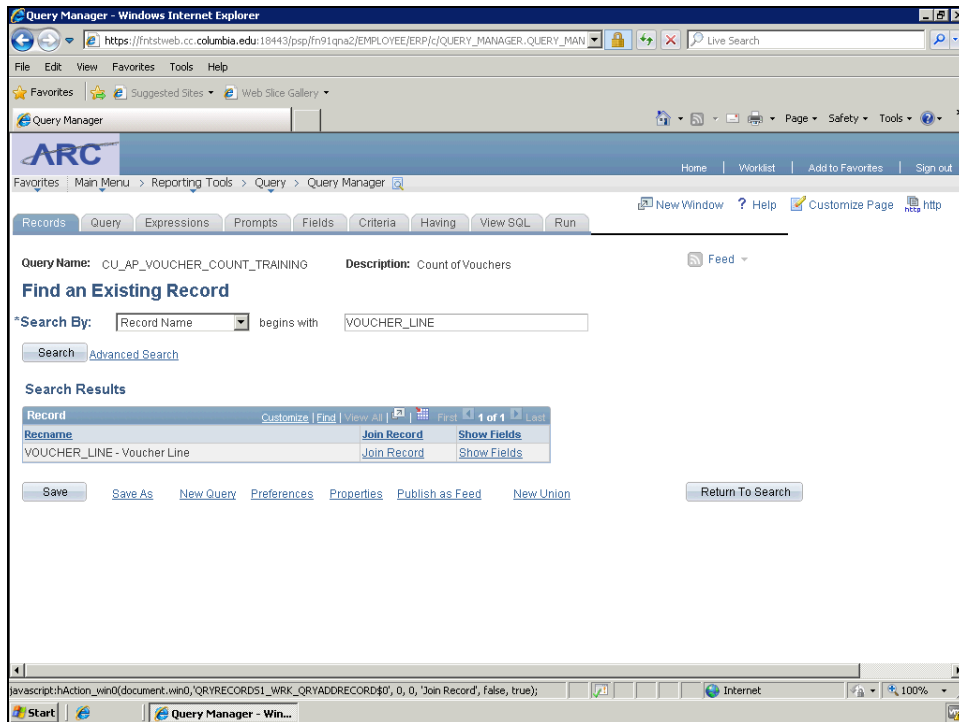 Query Manager - Windows Internet Explorer
https://fntstweb.cc.columbia.edu:18443/psp/fn91qna2/EMPLOYEE/ERP/c/QUERY_MANAGER.QUERY_MAN
Live Search
File Edit View Favorites Tools Help
Favorites Suggested Sites Web Slice Gallery
Query Manager
Page Safety Tools
ARC
Home | Worklist | Add to Favorites | Sign out
Favorites Main Menu > Reporting Tools > Query > Query Manager
New Window ? Help Customize Page http
Records Query Expressions Prompts Fields Criteria Having View SQL Run
Query Name: CU_AP_VOUCHER_COUNT_TRAINING Description: Count of Vouchers Feed
Find an Existing Record
*Search By: Record Name begins with VOUCHER_LINE
Search Advanced Search
Search Results
Record Customize | Find | View All | | First 1 of 1 Last
Recname Join Record Show Fields
VOUCHER_LINE - Voucher Line Join Record Show Fields
Save Save As New Query Preferences Properties Publish as Feed New Union Return To Search
javascript:hAction_win0(document.win0,'QRYRECORDS1_WRK_QRYADDRECORD$0', 0, 0, 'Join Record', false, true); Internet 100%
Start Query Manager - Win...